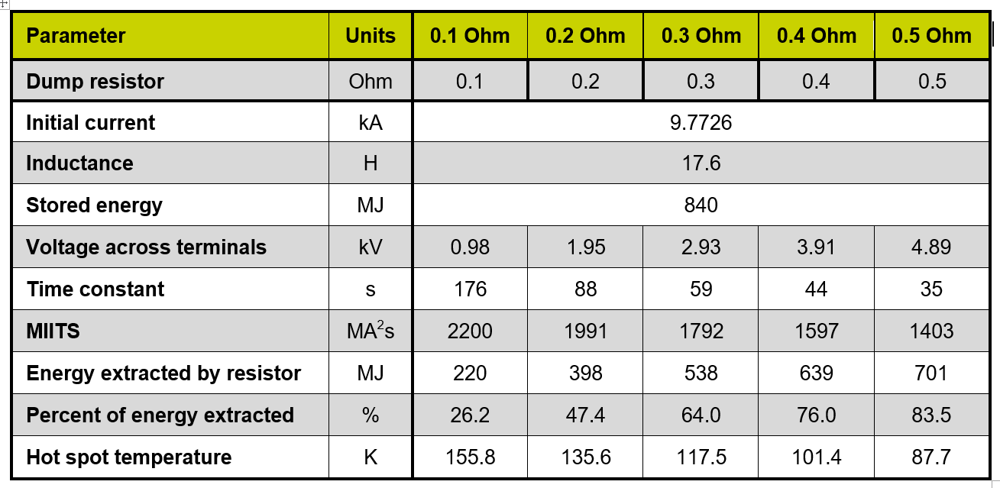 Parameter Units 0.1 Ohm 0.2 Ohm 0.3 Ohm 0.4 Ohm 0.5 Ohm
Dump resistor Ohm 0.1 0.2 0.3 0.4 0.5
Initial current kA 9.7726
Inductance H 17.6
Stored energy MJ 840
Voltage across terminals kV 0.98 1.95 2.93 3.91 4.89
Time constant s 176 88 59 44 35
MIITS MA²s 2200 1991 1792 1597 1403
Energy extracted by resistor MJ 220 398 538 639 701
Percent of energy extracted % 26.2 47.4 64.0 76.0 83.5
Hot spot temperature K 155.8 135.6 117.5 101.4 87.7